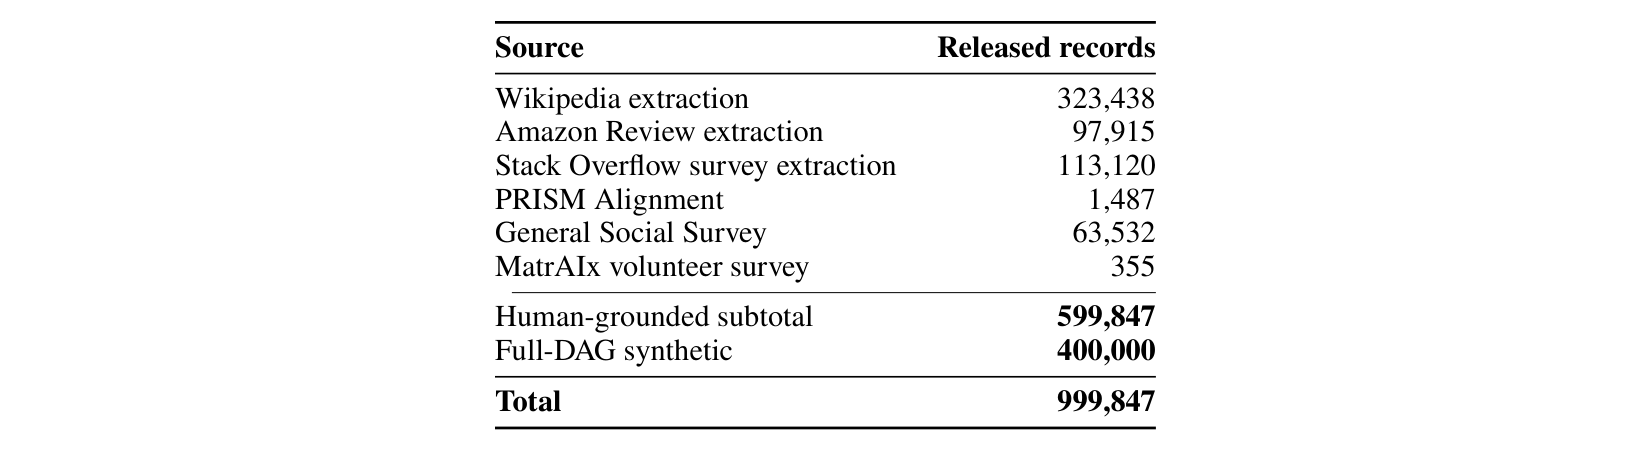 Source Released records
Wikipedia extraction 323,438
Amazon Review extraction 97,915
Stack Overflow survey extraction 113,120
PRISM Alignment 1,487
General Social Survey 63,532
MatrAIx volunteer survey 355
Human-grounded subtotal 599,847
Full-DAG synthetic 400,000
Total 999,847